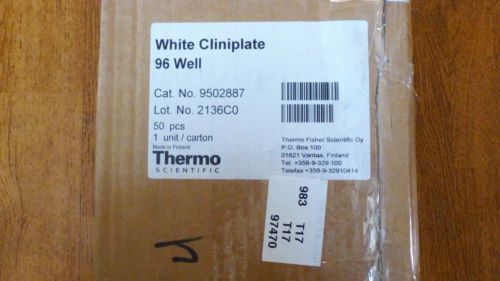 White Cliniplate
96 Well
Cat. No. 9502887
Lot. No. 2136C0
50 pcs
1 unit / carton
Made in Finland
Thermo
SCIENTIFIC
Thermo Fisher Scientific Oy
P.O. Box 100
01621 Vantaa, Finland
Tel. +358-9-329 100
Telefax +358-9-32910414
983 T17
T17
97470